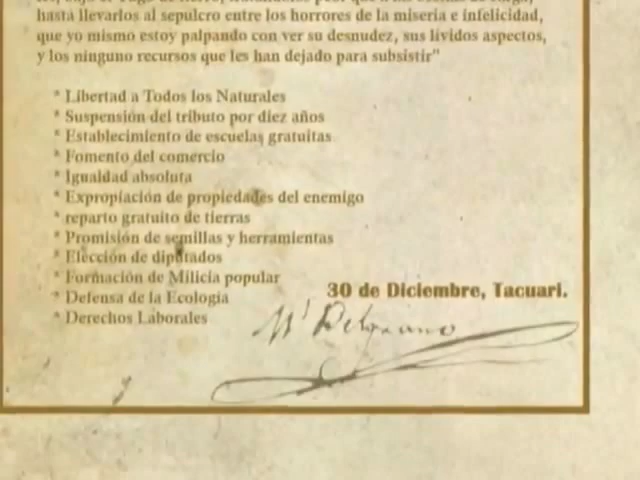 hasta llevarlos al sepulcro entre los horrores de la miseria e infelicidad,
que yo mismo estoy palpando con ver su desnudez, sus lívidos aspectos,
y los ninguno recursos que les han dejado para subsistir"
* Libertad a Todos los Naturales
* Suspensión del tributo por diez años
* Establecimiento de escuelas gratuitas
* Fomento del comercio
* Igualdad absoluta
* Expropiación de propiedades del enemigo
* reparto gratuito de tierras
* Promisión de semillas y herramientas
* Elección de diputados
* Formación de Milicia popular
* Defensa de la Ecología
* Derechos Laborales
30 de Diciembre, Tacuari.
M Belgrano